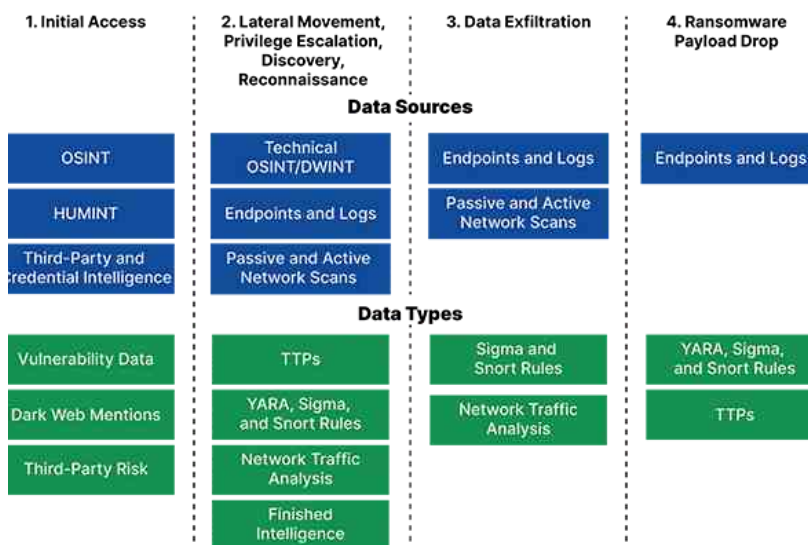 1. Initial Access
2. Lateral Movement,
Privilege Escalation,
Discovery,
Reconnaissance
3. Data Exfiltration
4. Ransomware
Payload Drop
Data Sources
OSINT
Technical
OSINT/DWINT
Endpoints and Logs
Endpoints and Logs
HUMINT
Endpoints and Logs
Passive and Active
Network Scans
Third-Party and
Credential Intelligence
Passive and Active
Network Scans
Data Types
Vulnerability Data
TTPs
Sigma and
Snort Rules
YARA, Sigma,
and Snort Rules
Dark Web Mentions
YARA, Sigma,
and Snort Rules
Network Traffic
Analysis
TTPs
Third-Party Risk
Network Traffic
Analysis
Finished
Intelligence